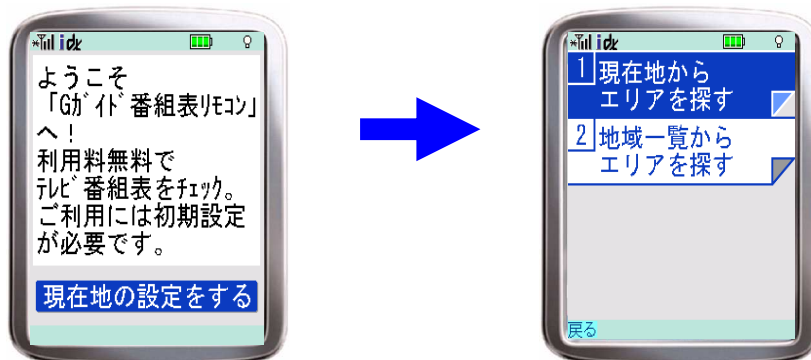 ようこそ
「Gｶﾞｲﾄﾞ番組表ﾘﾓｺﾝ」
へ！
利用料無料で
ﾃﾚﾋﾞ番組表をﾁｪｯｸ。
ご利用には初期設定
が必要です。
現在地の設定をする
1 現在地から
エリアを探す
2 地域一覧から
エリアを探す
戻る